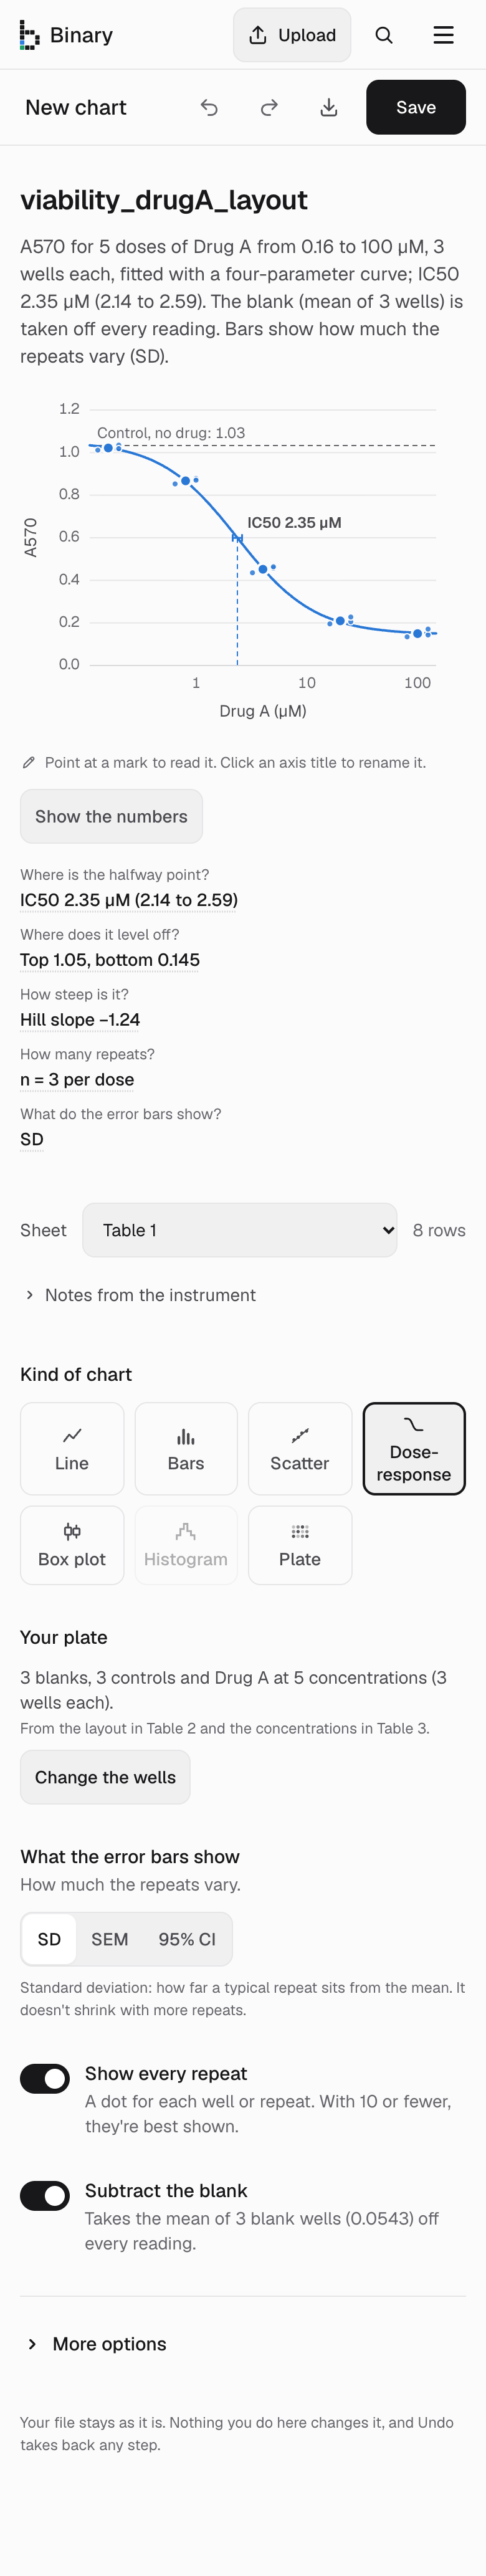 Binary
Upload
New chart
Save
viability_drugA_layout
A570 for 5 doses of Drug A from 0.16 to 100 µM, 3
wells each, fitted with a four-parameter curve; IC50
2.35 µM (2.14 to 2.59). The blank (mean of 3 wells) is
taken off every reading. Bars show how much the
repeats vary (SD).
1.2
Control, no drug: 1.03
1.0
0.8
IC50 2.35 µM
0.6
A570
0.4
0.2
0.0
1
10
100
Drug A (µM)
Point at a mark to read it. Click an axis title to rename it.
Show the numbers
Where is the halfway point?
IC50 2.35 µM (2.14 to 2.59)
Where does it level off?
Top 1.05, bottom 0.145
How steep is it?
Hill slope −1.24
How many repeats?
n = 3 per dose
What do the error bars show?
SD
Sheet
Table 1
8 rows
Notes from the instrument
Kind of chart
Line
Bars
Scatter
Dose-
response
Box plot
Histogram
Plate
Your plate
3 blanks, 3 controls and Drug A at 5 concentrations (3
wells each).
From the layout in Table 2 and the concentrations in Table 3.
Change the wells
What the error bars show
How much the repeats vary.
SD
SEM
95% CI
Standard deviation: how far a typical repeat sits from the mean. It
doesn't shrink with more repeats.
Show every repeat
A dot for each well or repeat. With 10 or fewer,
they're best shown.
Subtract the blank
Takes the mean of 3 blank wells (0.0543) off
every reading.
More options
Your file stays as it is. Nothing you do here changes it, and Undo
takes back any step.